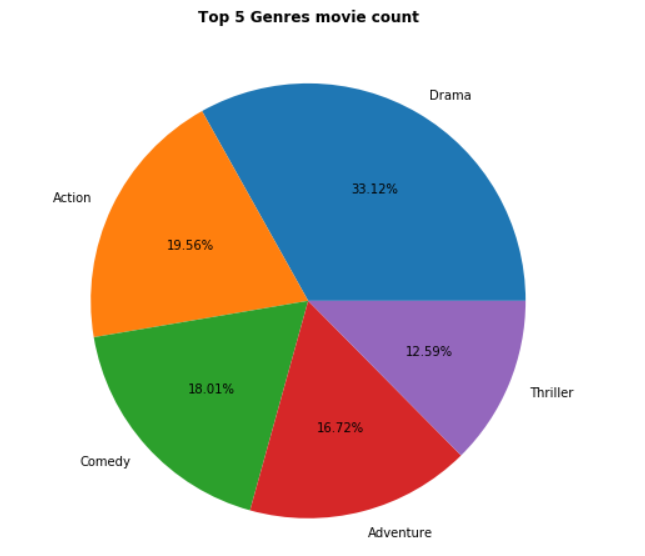 Top 5 Genres movie count
Drama
33.12%
Action
19.56%
12.59%
18.01%
Thriller
16.72%
Comedy
Adventure